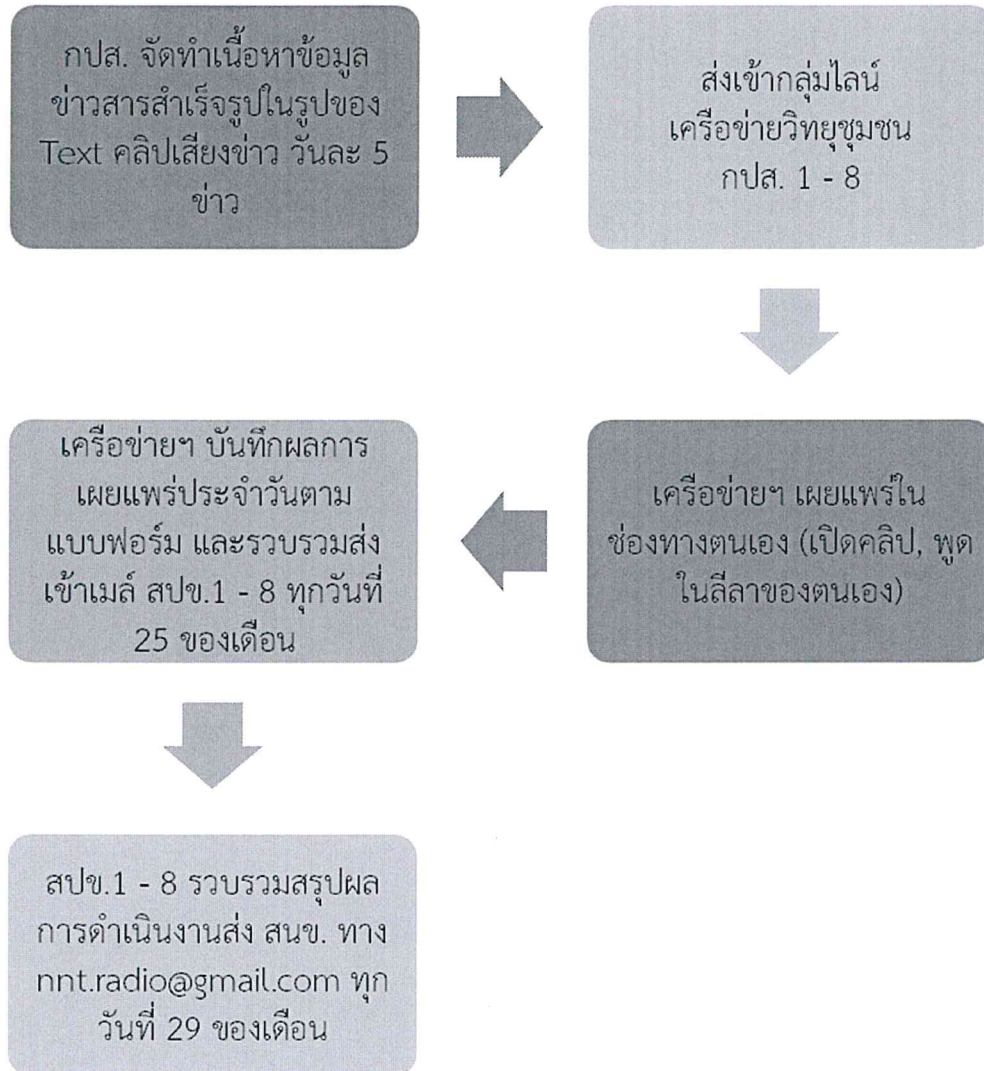 กปส. จัดทำเนื้อหาข้อมูล
ข่าวสารสำเร็จรูปในรูปของ
Text คลิปเสียงข่าว วันละ 5
ข่าว
ส่งเข้ากลุ่มไลน์
เครือข่ายวิทยุชุมชน
กปส. 1 - 8
เครือข่ายฯ เผยแพร่ใน
ช่องทางตนเอง (เปิดคลิป, พูด
ในลีลาของตนเอง)
เครือข่ายฯ บันทึกผลการ
เผยแพร่ประจำวันตาม
แบบฟอร์ม และรวบรวมส่ง
เข้าเมล์ สปข.1 - 8 ทุกวันที่
25 ของเดือน
สปข.1 - 8 รวบรวมสรุปผล
การดำเนินงานส่ง สนข. ทาง
nnt.radio@gmail.com ทุก
วันที่ 29 ของเดือน